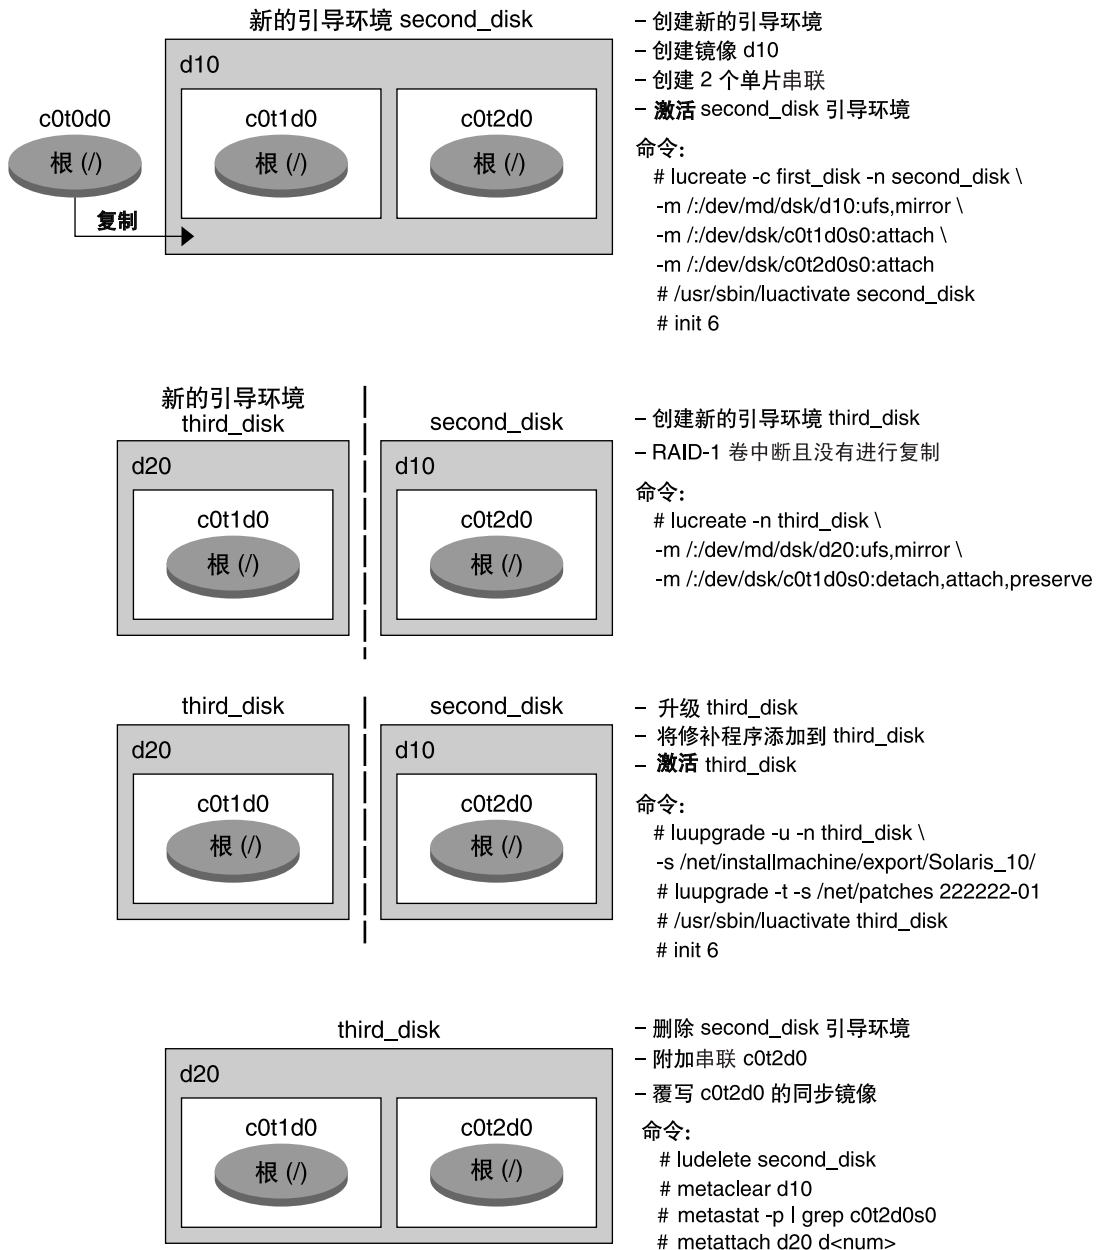 新的引导环境 second_disk
d10
c0t0d0
根 (/)
复制
c0t1d0
根 (/)
c0t2d0
根 (/)
– 创建新的引导环境
– 创建镜像 d10
– 创建 2 个单片串联
– 激活 second_disk 引导环境
命令:
# lucreate -c first_disk -n second_disk \
-m /:/dev/md/dsk/d10:ufs,mirror \
-m /:/dev/dsk/c0t1d0s0:attach \
-m /:/dev/dsk/c0t2d0s0:attach
# /usr/sbin/luactivate second_disk
# init 6
新的引导环境
third_disk
d20
c0t1d0
根 (/)
second_disk
d10
c0t2d0
根 (/)
– 创建新的引导环境 third_disk
– RAID-1 卷中断且没有进行复制
命令:
# lucreate -n third_disk \
-m /:/dev/md/dsk/d20:ufs,mirror \
-m /:/dev/dsk/c0t1d0s0:detach,attach,preserve
third_disk
d20
c0t1d0
根 (/)
second_disk
d10
c0t2d0
根 (/)
– 升级 third_disk
– 将修补程序添加到 third_disk
– 激活 third_disk
命令:
# luupgrade -u -n third_disk \
-s /net/installmachine/export/Solaris_10/
# luupgrade -t -s /net/patches 222222-01
# /usr/sbin/luactivate third_disk
# init 6
third_disk
d20
c0t1d0
根 (/)
c0t2d0
根 (/)
– 删除 second_disk 引导环境
– 附加串联 c0t2d0
– 覆写 c0t2d0 的同步镜像
命令:
# ludelete second_disk
# metaclear d10
# metastat -p | grep c0t2d0s0
# metattach d20 d<num>